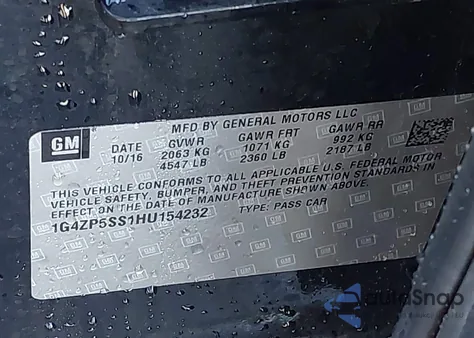 GM
MFD BY GENERAL MOTORS LLC
DATE GVWR GAWR FRT GAWR RR
10/16 2063 KG 1071 KG 992 KG
4547 LB 2360 LB 2187 LB
THIS VEHICLE CONFORMS TO ALL APPLICABLE U.S. FEDERAL MOTOR
VEHICLE SAFETY, BUMPER, AND THEFT PREVENTION STANDARDS IN
EFFECT ON THE DATE OF MANUFACTURE SHOWN ABOVE.
1G4ZP5SS1HU154232 TYPE: PASS CAR
AutoSnap